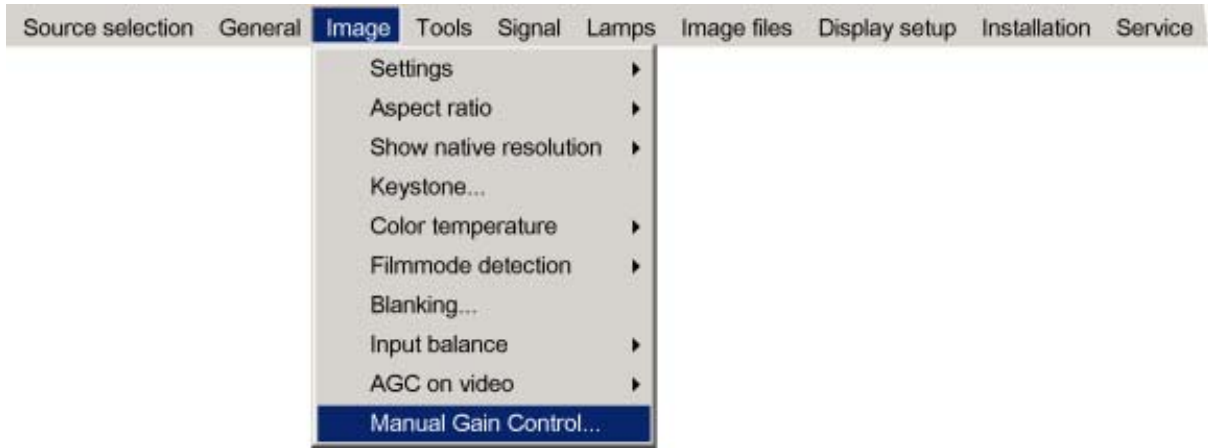 Source selection General Image Tools Signal Lamps Image files Display setup Installation Service
Settings
Aspect ratio
Show native resolution
Keystone...
Color temperature
Filmmode detection
Blanking...
Input balance
AGC on video
Manual Gain Control...